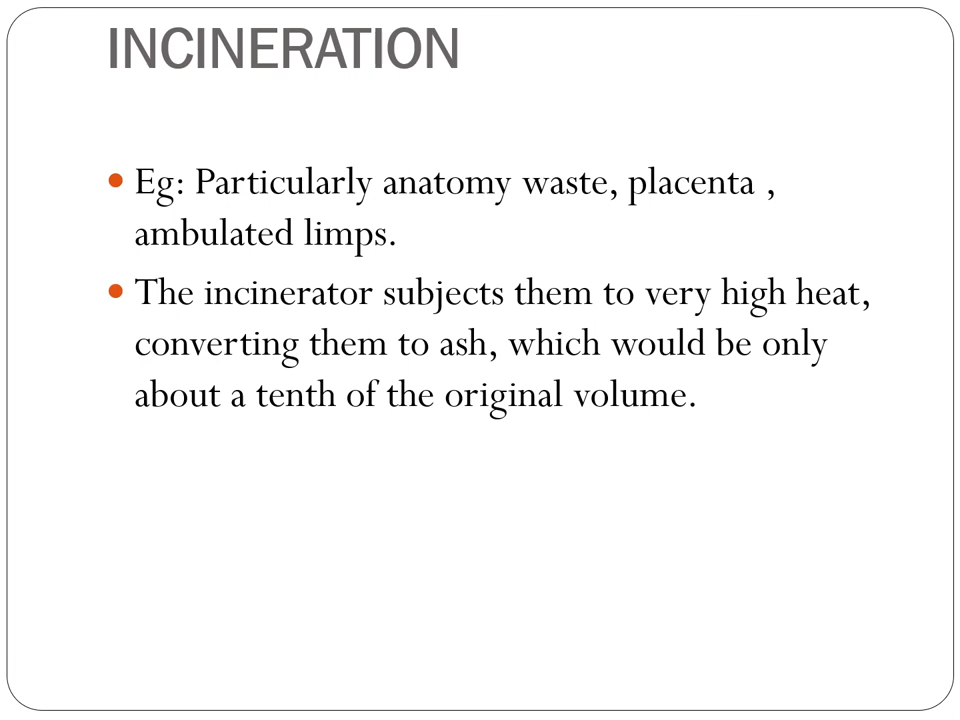 INCINERATION
Eg: Particularly anatomy waste, placenta ,
ambulated limps.
The incinerator subjects them to very high heat,
converting them to ash, which would be only
about a tenth of the original volume.